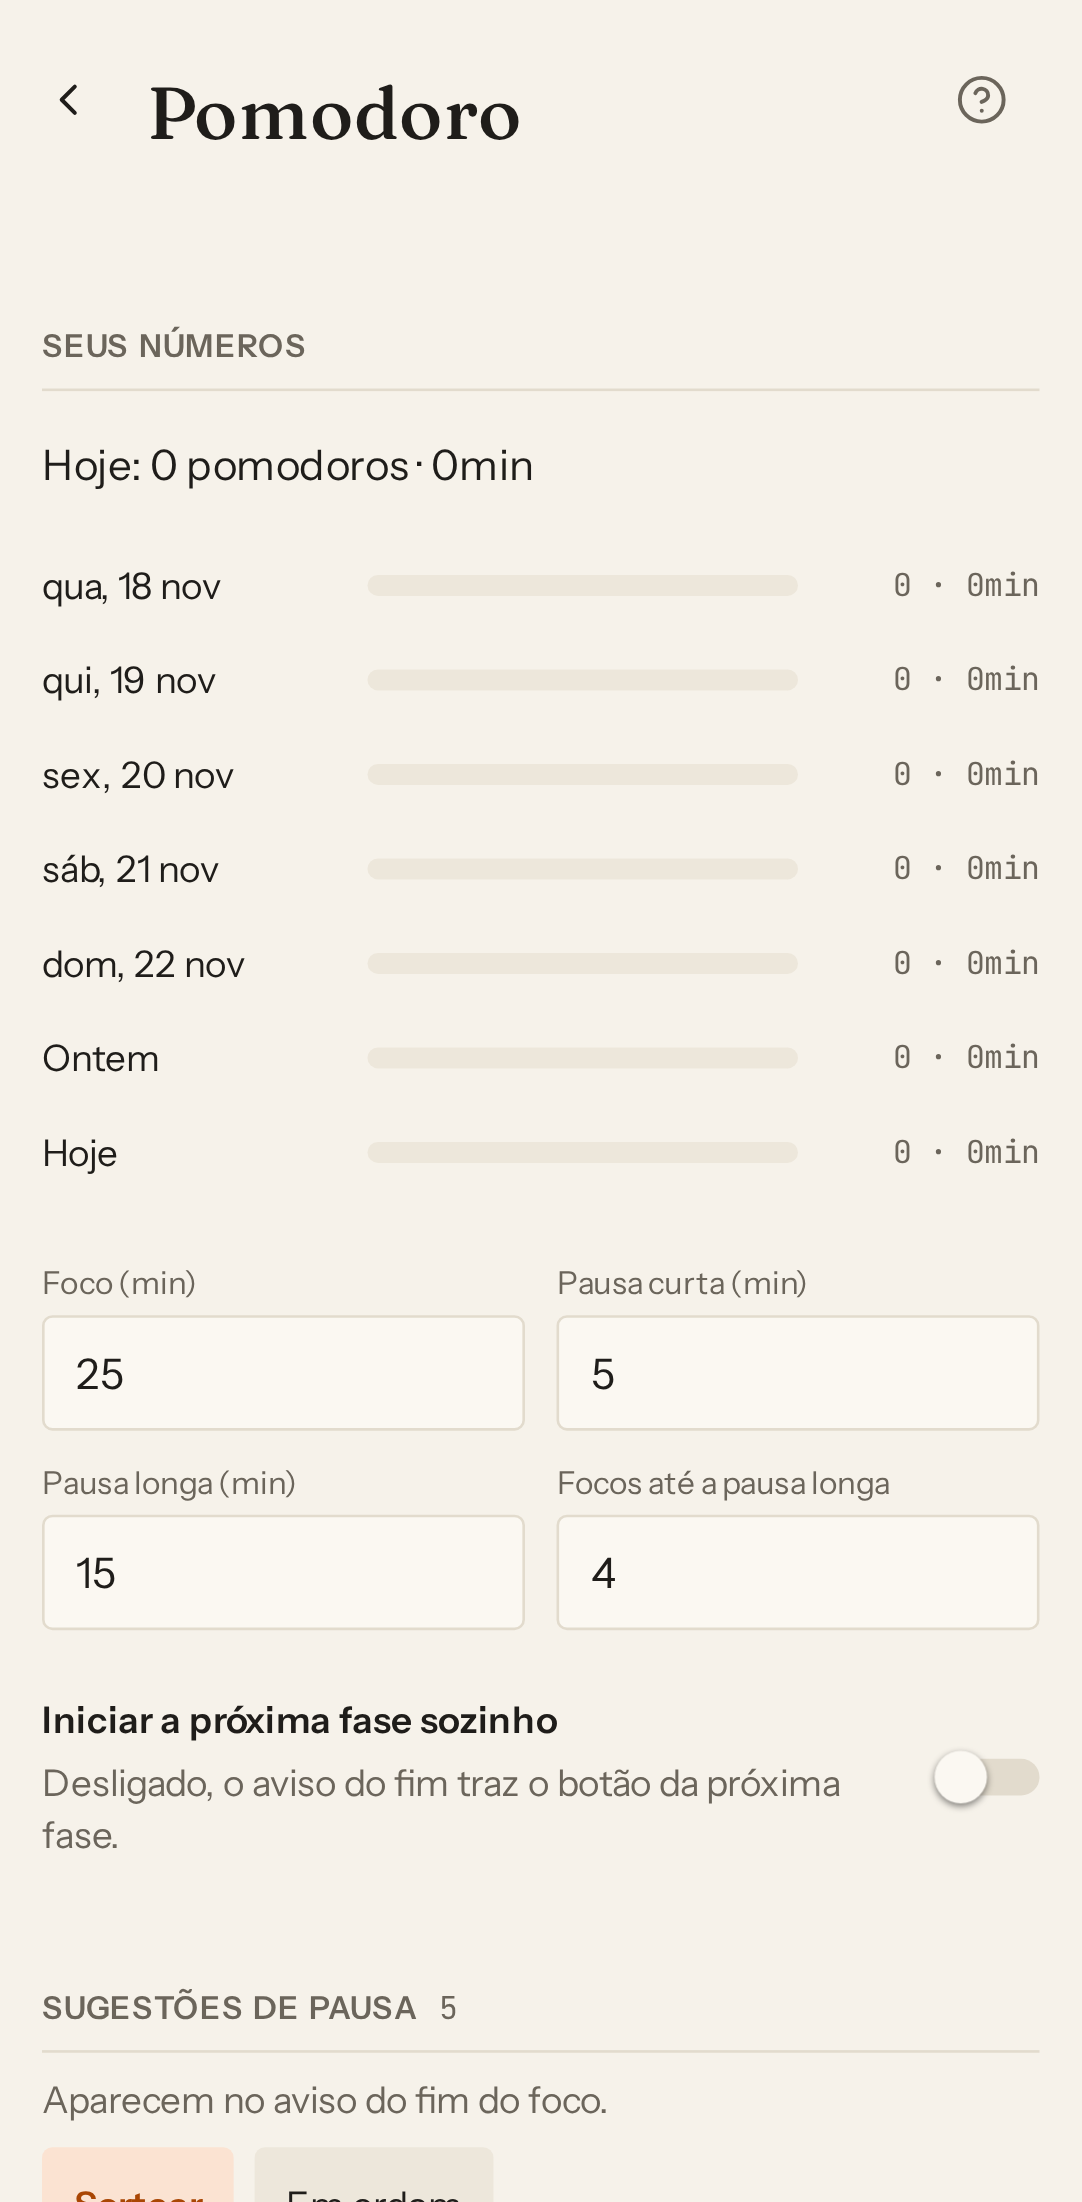 Pomodoro
SEUS NÚMEROS
Hoje: 0 pomodoros · 0min
qua, 18 nov 0 · 0min
qui, 19 nov 0 · 0min
sex, 20 nov 0 · 0min
sáb, 21 nov 0 · 0min
dom, 22 nov 0 · 0min
Ontem 0 · 0min
Hoje 0 · 0min
Foco (min) Pausa curta (min)
25 5
Pausa longa (min) Focos até a pausa longa
15 4
Iniciar a próxima fase sozinho
Desligado, o aviso do fim traz o botão da próxima
fase.
SUGESTÕES DE PAUSA 5
Aparecem no aviso do fim do foco.
Sortear Em ordem